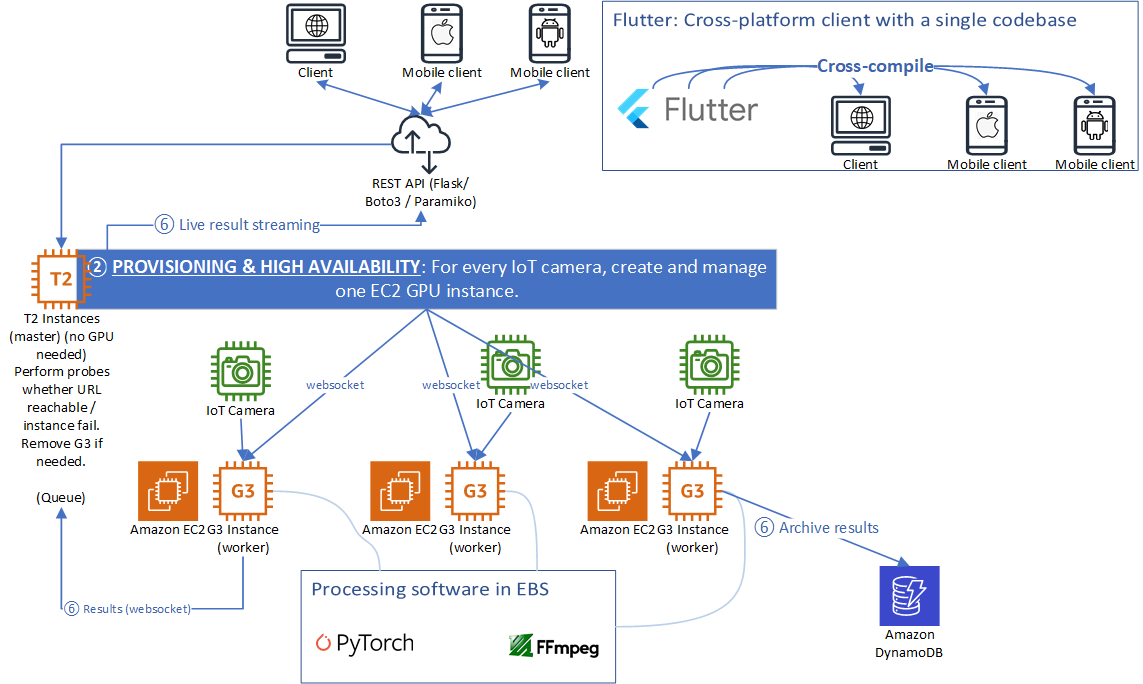 Flutter: Cross-platform client with a single codebase
Cross-compile
Flutter
Client
Mobile client
Mobile client
Client
Mobile client
Mobile client
REST API (Flask/
Boto3 / Paramiko)
⑥ Live result streaming
T2
② PROVISIONING & HIGH AVAILABILITY: For every IoT camera, create and manage
one EC2 GPU instance.
T2 Instances
(master) (no GPU
needed)
Perform probes
whether URL
reachable /
instance fail.
Remove G3 if
needed.
(Queue)
websocket
websocket
websocket
IoT Camera
IoT Camera
IoT Camera
G3
G3
G3
Amazon EC2
G3 Instance
(worker)
Amazon EC2
G3 Instance
(worker)
Amazon EC2
G3 Instance
(worker)
⑥ Archive results
⑥ Results (websocket)
Processing software in EBS
PyTorch
FFmpeg
Amazon
DynamoDB